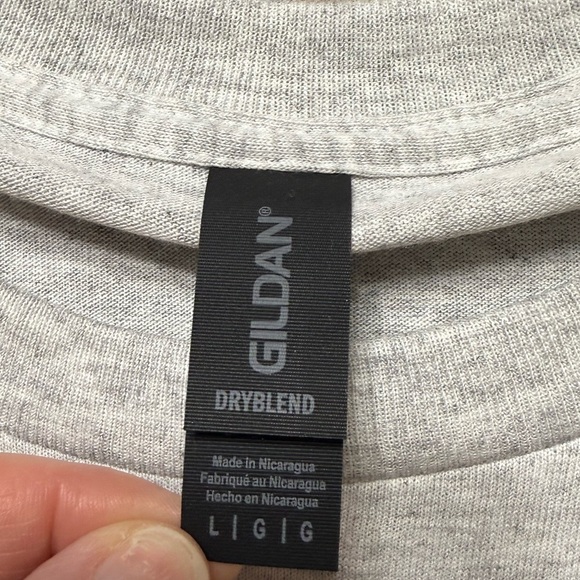 GILDAN®
DRYBLEND
Made in Nicaragua
Fabriqué au Nicaragua
Hecho en Nicaragua
L | G | G